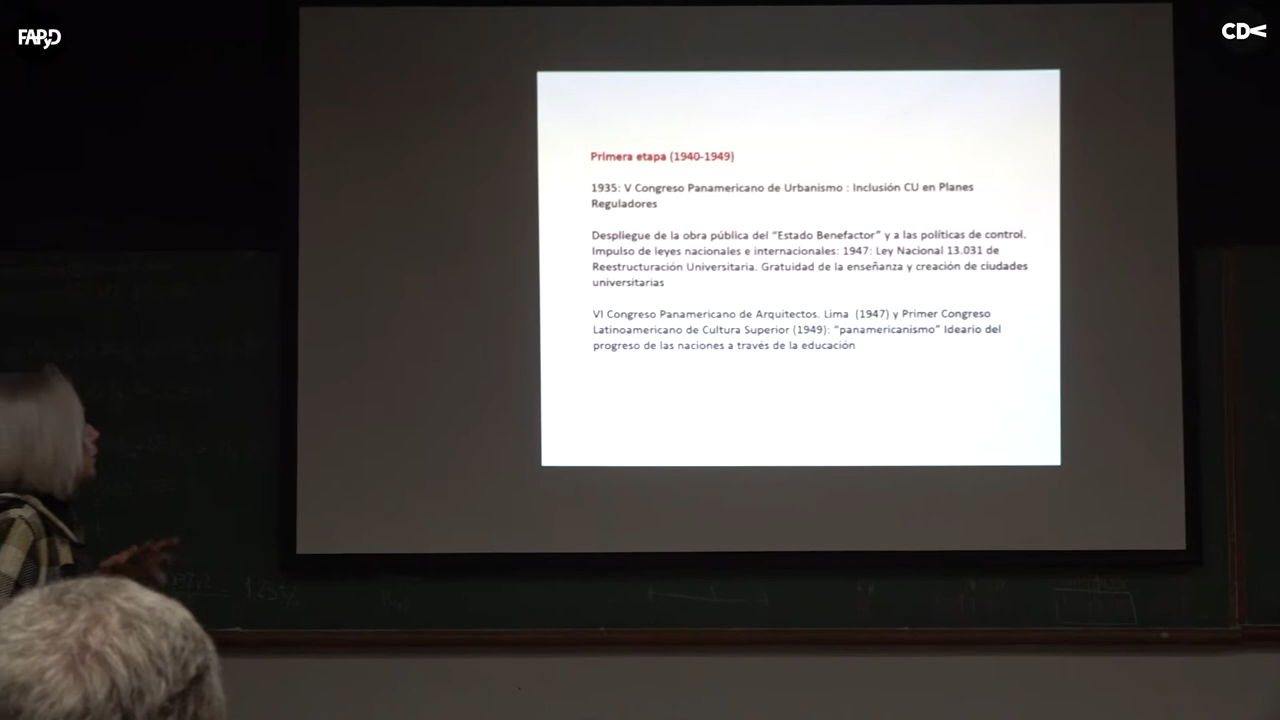 FAPyD
CDV
Primera etapa (1940-1949)
1935: V Congreso Panamericano de Urbanismo : Inclusión CU en Planes
Reguladores
Despliegue de la obra pública del “Estado Benefactor” y a las políticas de control.
Impulso de leyes nacionales e internacionales: 1947: Ley Nacional 13.031 de
Reestructuración Universitaria. Gratuidad de la enseñanza y creación de ciudades
universitarias
VI Congreso Panamericano de Arquitectos. Lima (1947) y Primer Congreso
Latinoamericano de Cultura Superior (1949): “panamericanismo” Ideario del
progreso de las naciones a través de la educación